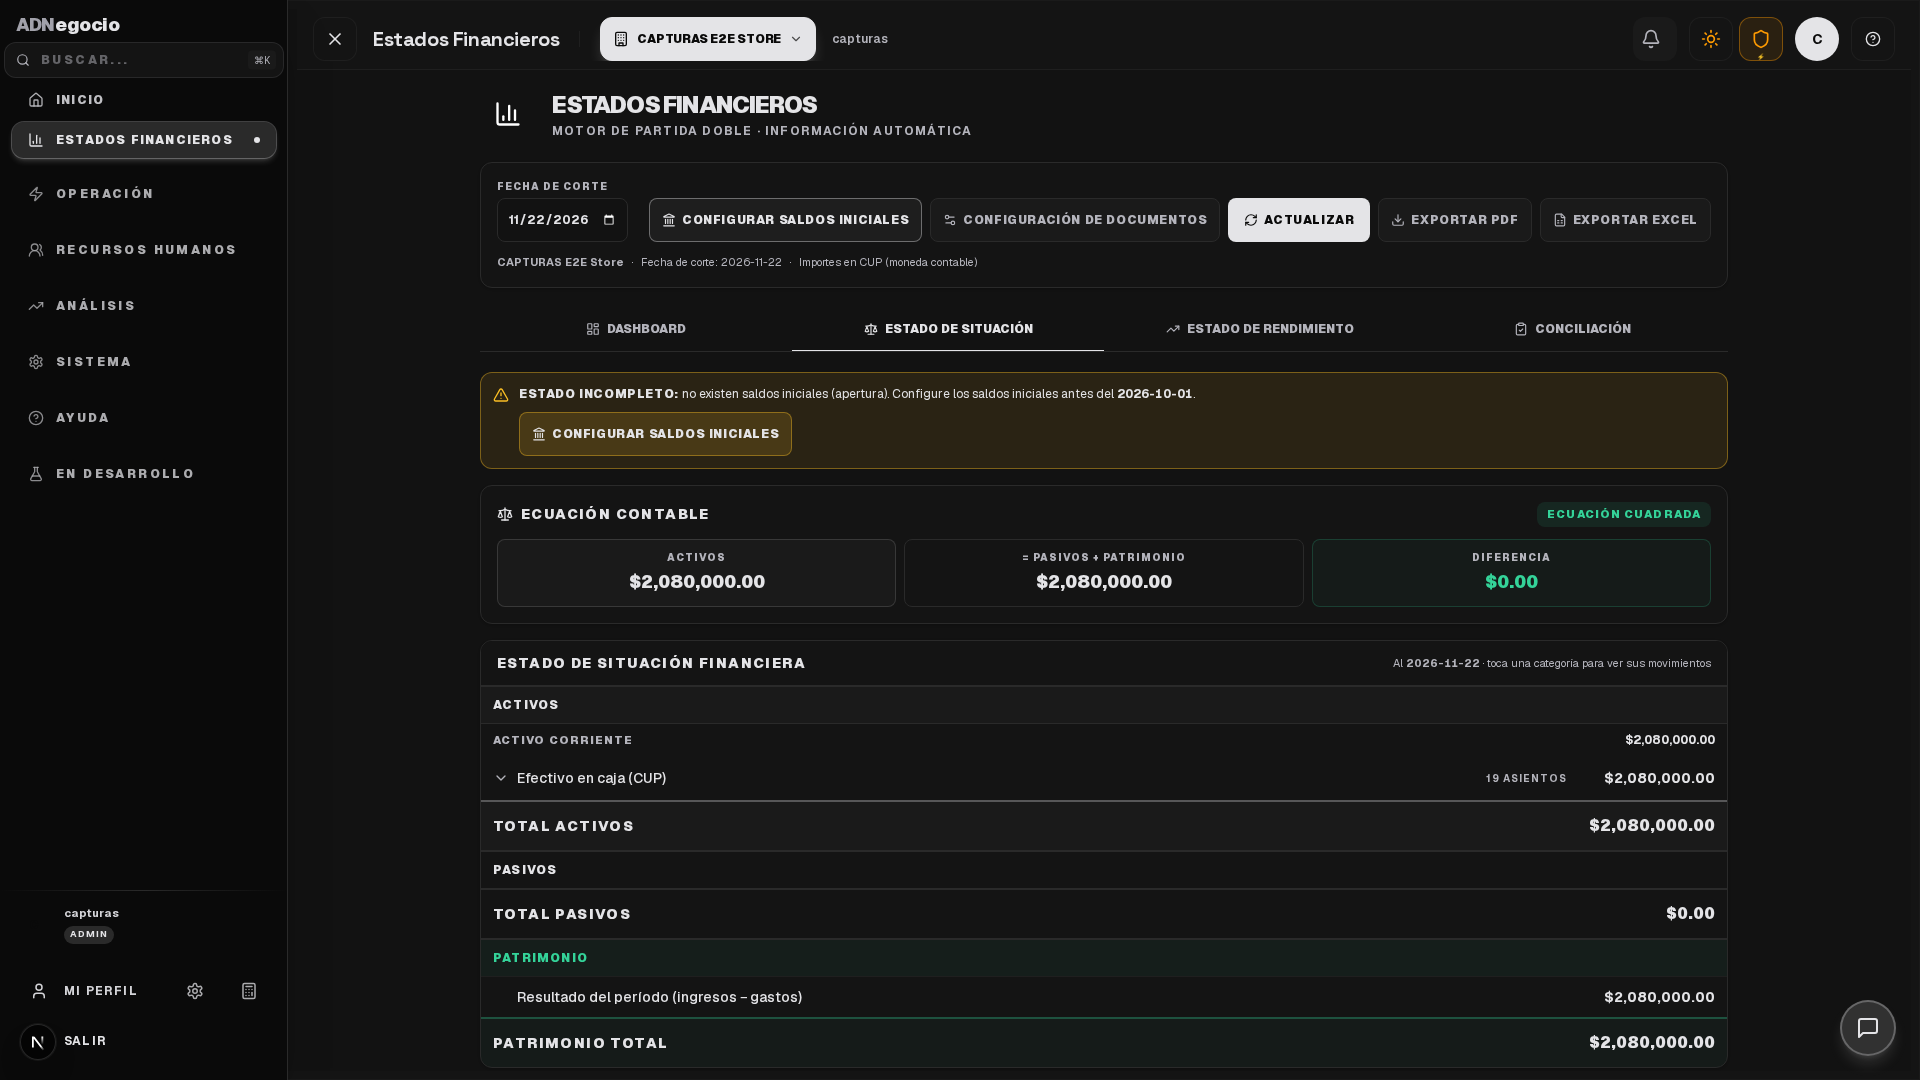 ADNegocio
BUSCAR...
⌘K
INICIO
ESTADOS FINANCIEROS
OPERACIÓN
RECURSOS HUMANOS
ANÁLISIS
SISTEMA
AYUDA
EN DESARROLLO
capturas
ADMIN
MI PERFIL
N
SALIR
Estados Financieros
CAPTURAS E2E STORE
capturas
C
ESTADOS FINANCIEROS
MOTOR DE PARTIDA DOBLE · INFORMACIÓN AUTOMÁTICA
FECHA DE CORTE
11/22/2026
CONFIGURAR SALDOS INICIALES
CONFIGURACIÓN DE DOCUMENTOS
ACTUALIZAR
EXPORTAR PDF
EXPORTAR EXCEL
CAPTURAS E2E Store · Fecha de corte: 2026-11-22 · Importes en CUP (moneda contable)
DASHBOARD
ESTADO DE SITUACIÓN
ESTADO DE RENDIMIENTO
CONCILIACIÓN
ESTADO INCOMPLETO: no existen saldos iniciales (apertura). Configure los saldos iniciales antes del 2026-10-01.
CONFIGURAR SALDOS INICIALES
ECUACIÓN CONTABLE
ECUACIÓN CUADRADA
ACTIVOS
$2,080,000.00
= PASIVOS + PATRIMONIO
$2,080,000.00
DIFERENCIA
$0.00
ESTADO DE SITUACIÓN FINANCIERA
Al 2026-11-22 · toca una categoría para ver sus movimientos
ACTIVOS
ACTIVO CORRIENTE $2,080,000.00
Efectivo en caja (CUP) 19 ASIENTOS $2,080,000.00
TOTAL ACTIVOS $2,080,000.00
PASIVOS
TOTAL PASIVOS $0.00
PATRIMONIO
Resultado del período (ingresos – gastos) $2,080,000.00
PATRIMONIO TOTAL $2,080,000.00